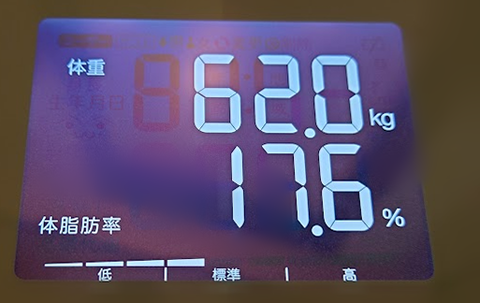 体重 62.0 kg
体脂肪率 17.6 %
低 標準 高